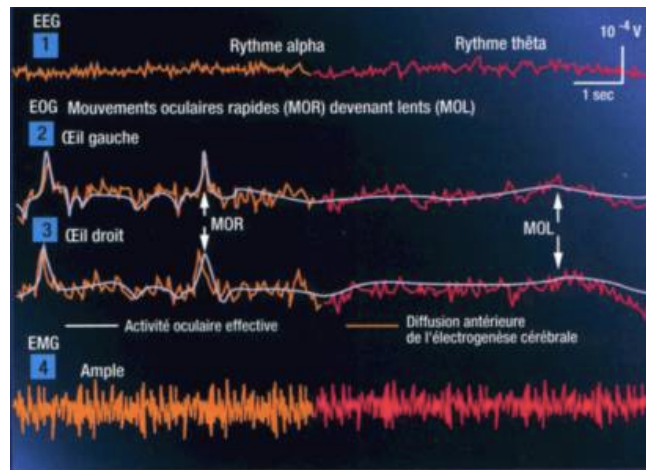 EEG
1
Rythme alpha
Rythme thêta
10⁻⁴ V
1 sec
EOG Mouvements oculaires rapides (MOR) devenant lents (MOL)
2
Œil gauche
MOR
MOL
3
Œil droit
Activité oculaire effective
Diffusion antérieure
de l'électrogenèse cérébrale
EMG
4
Ample